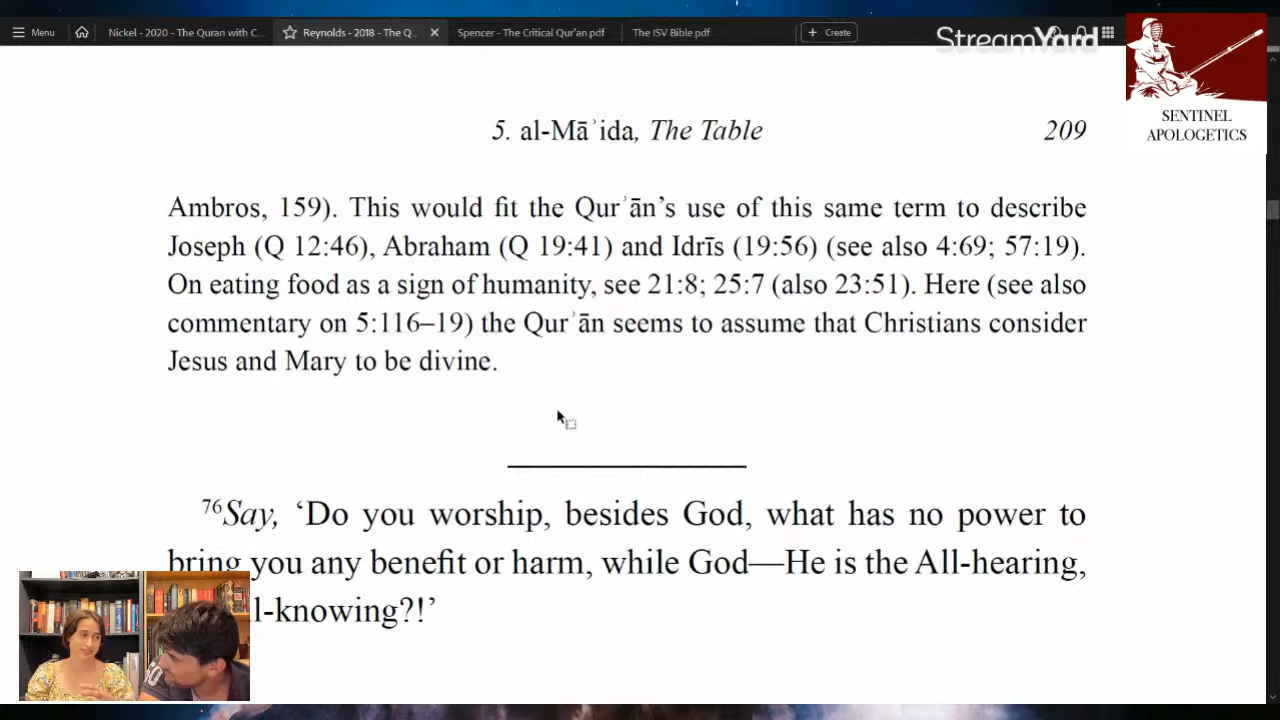 Menu
Nickel - 2020 - The Quran with C...
Reynolds - 2018 - The Q...
Spencer - The Critical Qur'an.pdf
The ISV Bible.pdf
+ Create
StreamYard
SENTINEL
APOLOGETICS
5. al-Māʾida, The Table 209
Ambros, 159). This would fit the Qurʾān’s use of this same term to describe
Joseph (Q 12:46), Abraham (Q 19:41) and Idrīs (19:56) (see also 4:69; 57:19).
On eating food as a sign of humanity, see 21:8; 25:7 (also 23:51). Here (see also
commentary on 5:116–19) the Qurʾān seems to assume that Christians consider
Jesus and Mary to be divine.
76Say, ‘Do you worship, besides God, what has no power to
bring you any benefit or harm, while God—He is the All-hearing,
l-knowing?!’